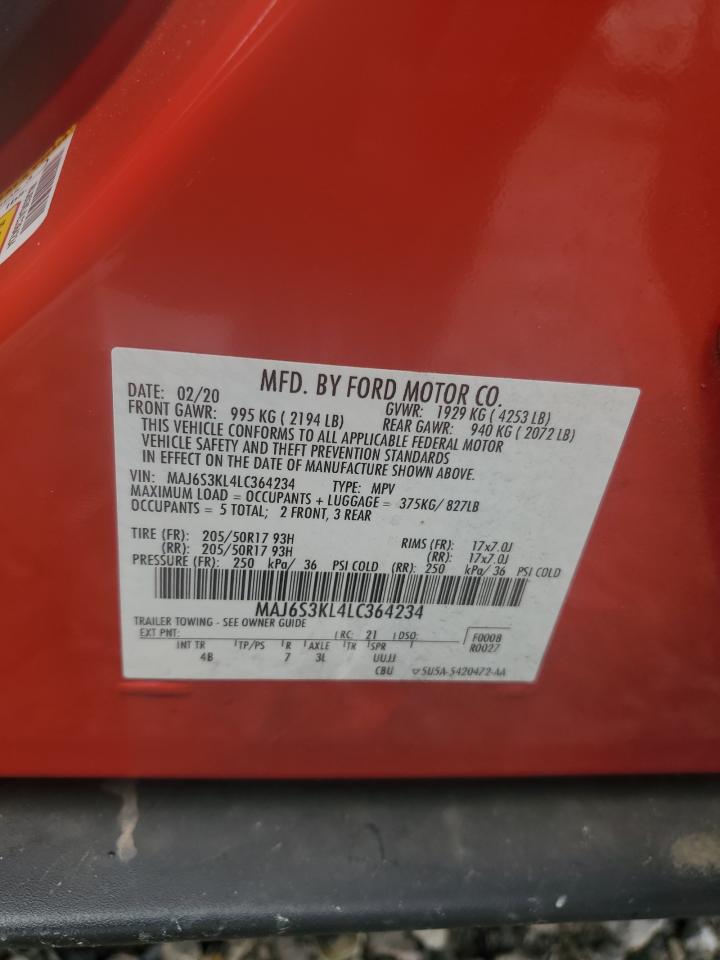 MFD. BY FORD MOTOR CO.
DATE: 02/20 GVWR: 1929 KG ( 4253 LB)
FRONT GAWR: 995 KG ( 2194 LB) REAR GAWR: 940 KG ( 2072 LB)
THIS VEHICLE CONFORMS TO ALL APPLICABLE FEDERAL MOTOR
VEHICLE SAFETY AND THEFT PREVENTION STANDARDS
IN EFFECT ON THE DATE OF MANUFACTURE SHOWN ABOVE.
VIN: MAJ6S3KL4LC364234 TYPE: MPV
MAXIMUM LOAD = OCCUPANTS + LUGGAGE = 375KG/ 827LB
OCCUPANTS = 5 TOTAL; 2 FRONT, 3 REAR
TIRE (FR): 205/50R17 93H RIMS (FR): 17x7.0J
(RR): 205/50R17 93H (RR): 17x7.0J
PRESSURE (FR): 250 kPa/ 36 PSI COLD (RR): 250 kPa/ 36 PSI COLD
MAJ6S3KL4LC364234
TRAILER TOWING - SEE OWNER GUIDE
EXT PNT: RC: 21 DSO: F0008
R0027
INT TR TP/PS R AXLE TR SPR
4B 7 3L UUJJ
CBU 5U5A-5420472-AA